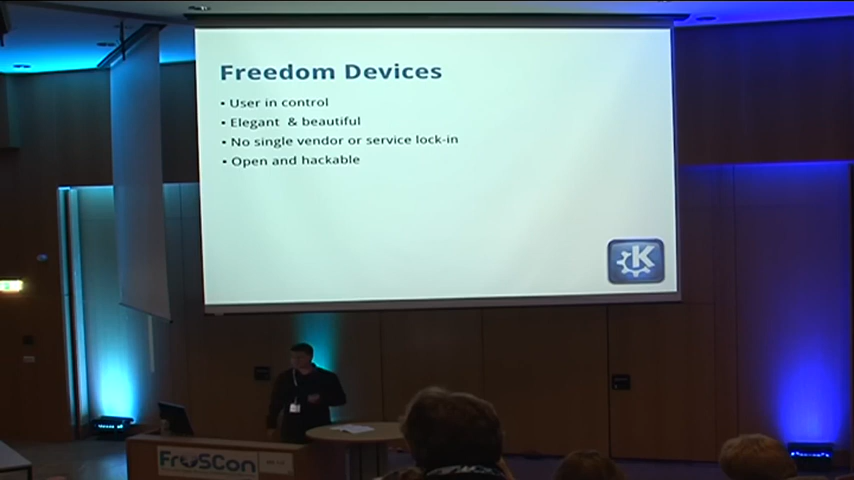 Freedom Devices
• User in control
• Elegant & beautiful
• No single vendor or service lock-in
• Open and hackable
K
FrOSCon